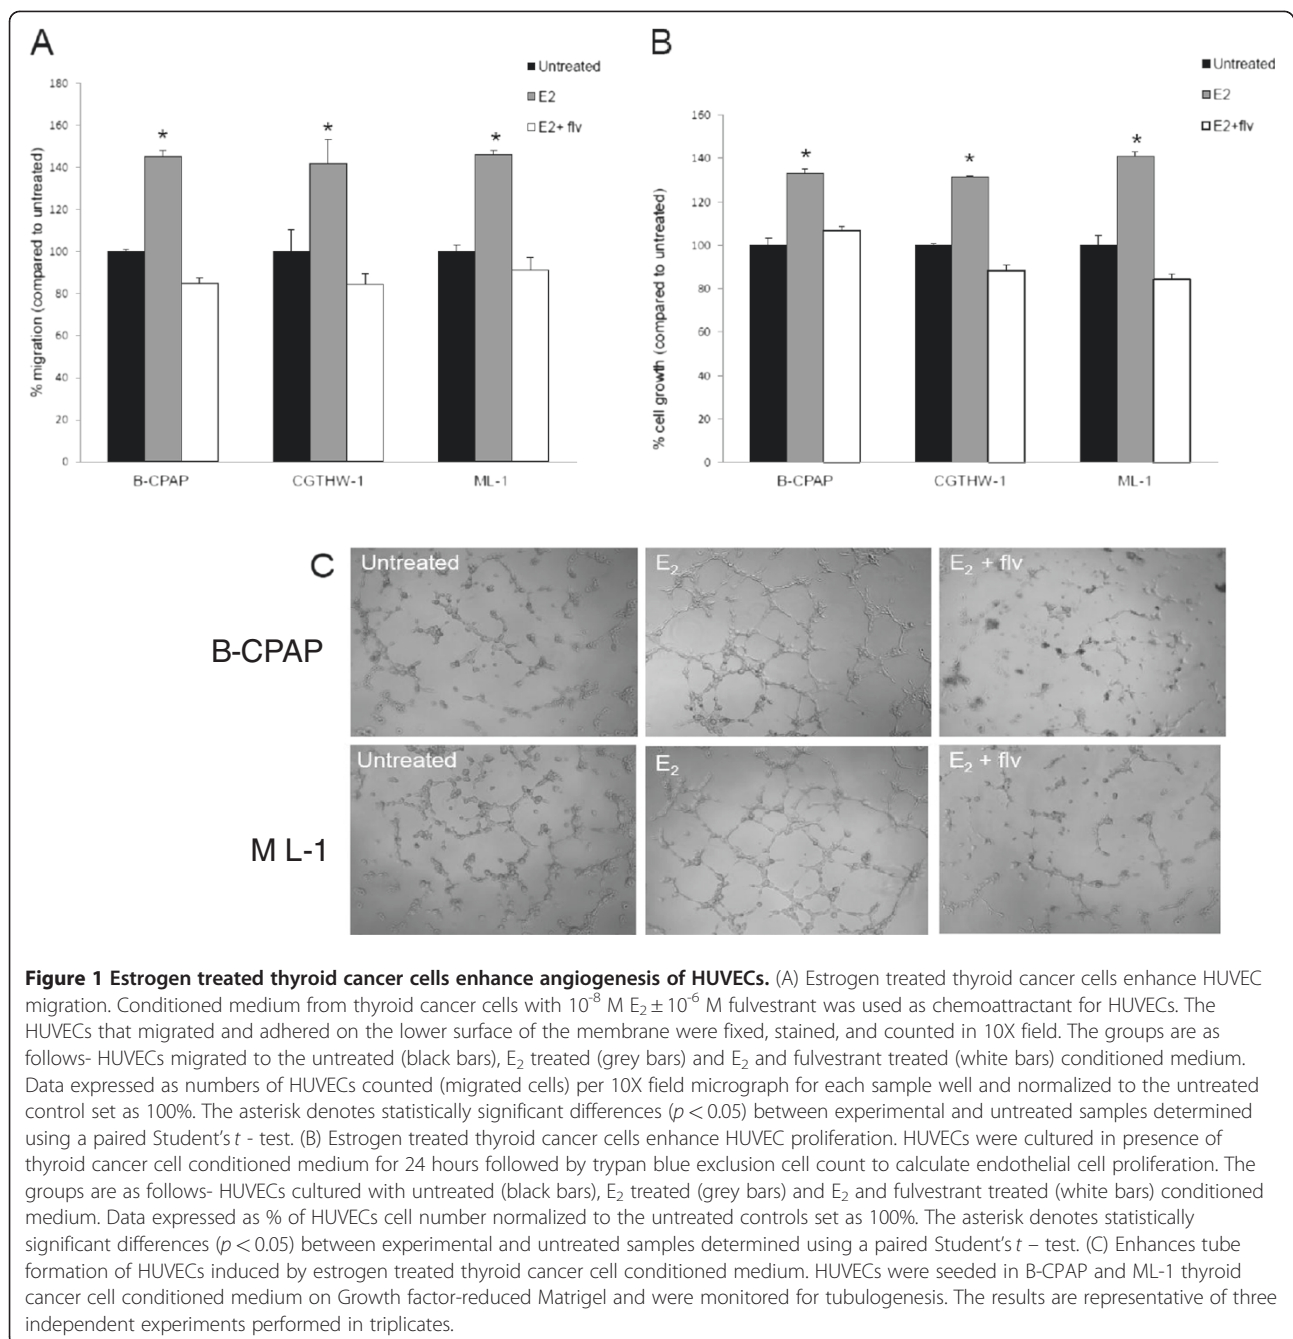 A
Untreated
E2
E2+ flv
% migration (compared to untreated)
180
160
140
120
100
80
60
40
20
0
*
*
*
B-CPAP
CGTHW-1
ML-1
B
Untreated
E2
E2+flv
% cell growth (compared to untreated)
160
140
120
100
80
60
40
20
0
*
*
*
B-CPAP
CGTHW-1
ML-1
C
Untreated
E₂
E₂ + flv
B-CPAP
Untreated
E₂
E₂ + flv
M L-1
Figure 1 Estrogen treated thyroid cancer cells enhance angiogenesis of HUVECs. (A) Estrogen treated thyroid cancer cells enhance HUVEC
migration. Conditioned medium from thyroid cancer cells with 10⁻⁸ M E₂ ± 10⁻⁶ M fulvestrant was used as chemoattractant for HUVECs. The
HUVECs that migrated and adhered on the lower surface of the membrane were fixed, stained, and counted in 10X field. The groups are as
follows- HUVECs migrated to the untreated (black bars), E₂ treated (grey bars) and E₂ and fulvestrant treated (white bars) conditioned medium.
Data expressed as numbers of HUVECs counted (migrated cells) per 10X field micrograph for each sample well and normalized to the untreated
control set as 100%. The asterisk denotes statistically significant differences (p < 0.05) between experimental and untreated samples determined
using a paired Student's t - test. (B) Estrogen treated thyroid cancer cells enhance HUVEC proliferation. HUVECs were cultured in presence of
thyroid cancer cell conditioned medium for 24 hours followed by trypan blue exclusion cell count to calculate endothelial cell proliferation. The
groups are as follows- HUVECs cultured with untreated (black bars), E₂ treated (grey bars) and E₂ and fulvestrant treated (white bars) conditioned
medium. Data expressed as % of HUVECs cell number normalized to the untreated controls set as 100%. The asterisk denotes statistically
significant differences (p < 0.05) between experimental and untreated samples determined using a paired Student's t – test. (C) Enhances tube
formation of HUVECs induced by estrogen treated thyroid cancer cell conditioned medium. HUVECs were seeded in B-CPAP and ML-1 thyroid
cancer cell conditioned medium on Growth factor-reduced Matrigel and were monitored for tubulogenesis. The results are representative of three
independent experiments performed in triplicates.